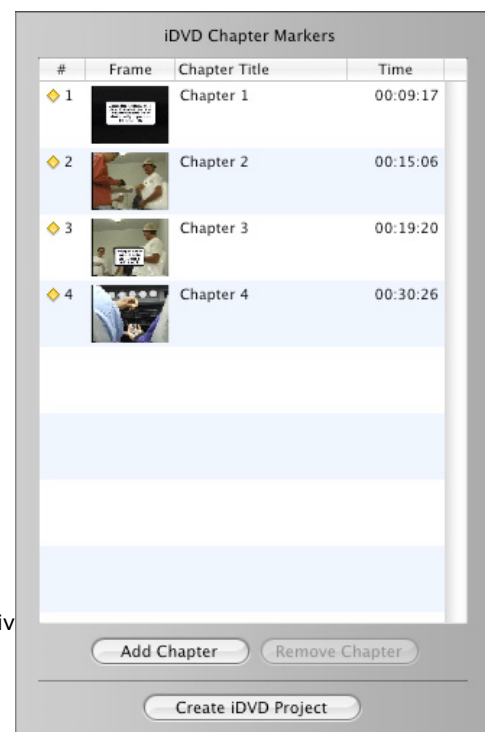 iDVD Chapter Markers
# Frame Chapter Title Time
1 Chapter 1 00:09:17
2 Chapter 2 00:15:06
3 Chapter 3 00:19:20
4 Chapter 4 00:30:26
iv
Add Chapter Remove Chapter
Create iDVD Project